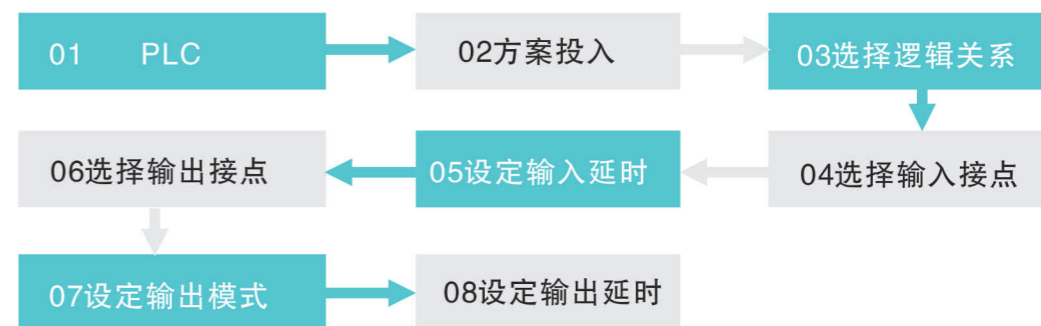 01 PLC
02方案投入
03选择逻辑关系
04选择输入接点
05设定输入延时
06选择输出接点
07设定输出模式
08设定输出延时